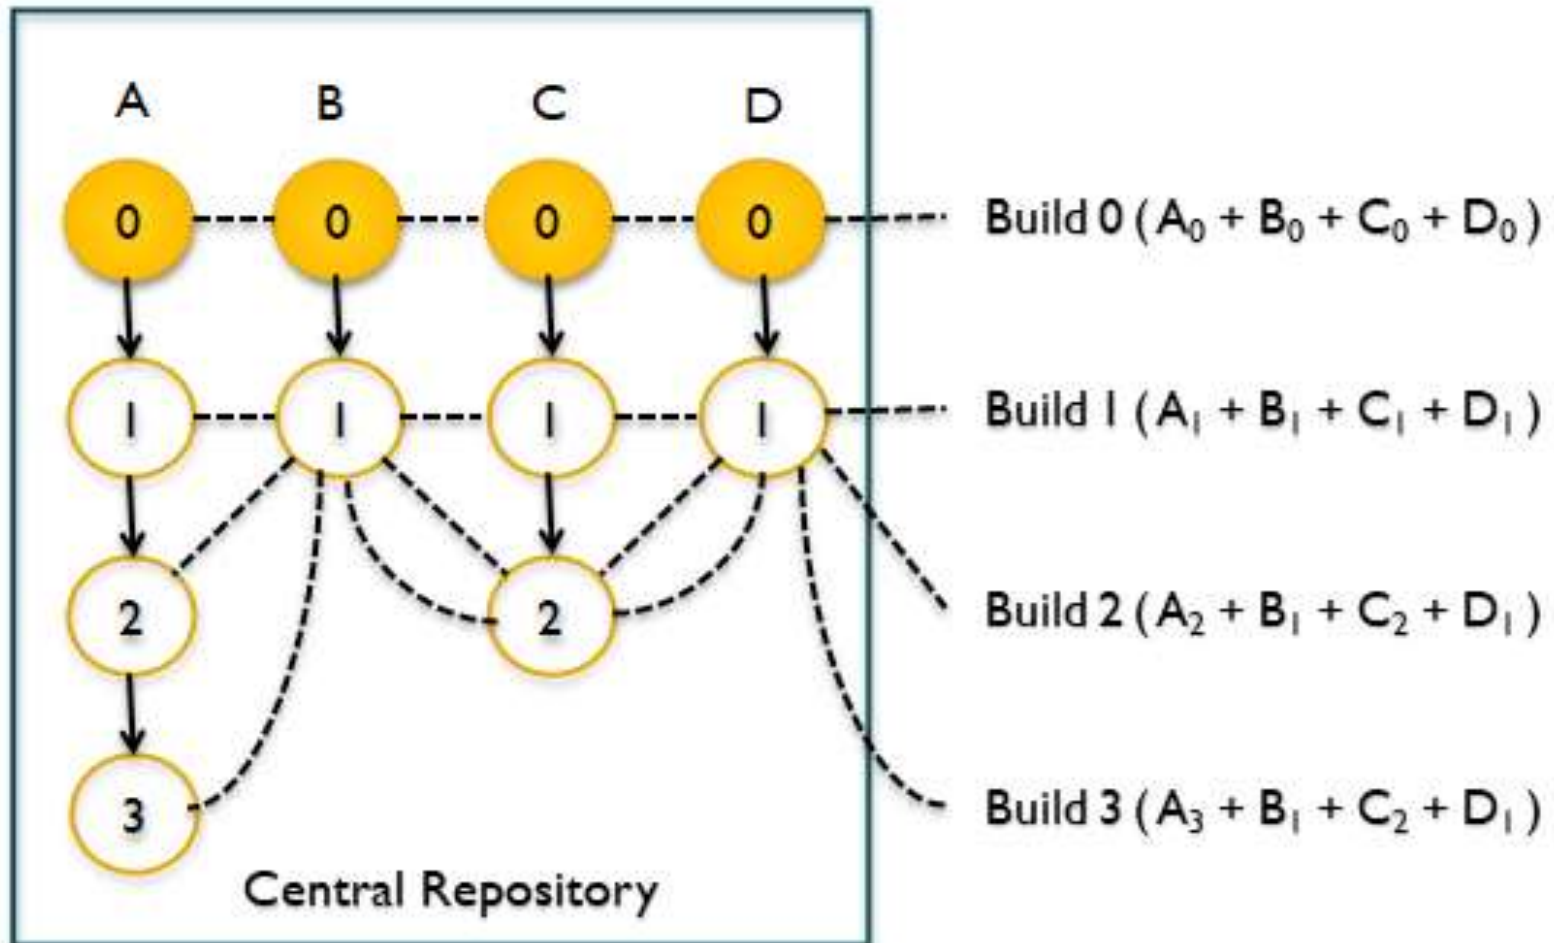 A B C D
0 0 0 0 Build 0 ( A₀ + B₀ + C₀ + D₀ )
1 1 1 1 Build 1 ( A₁ + B₁ + C₁ + D₁ )
2 2 Build 2 ( A₂ + B₁ + C₂ + D₁ )
3 Build 3 ( A₃ + B₁ + C₂ + D₁ )
Central Repository